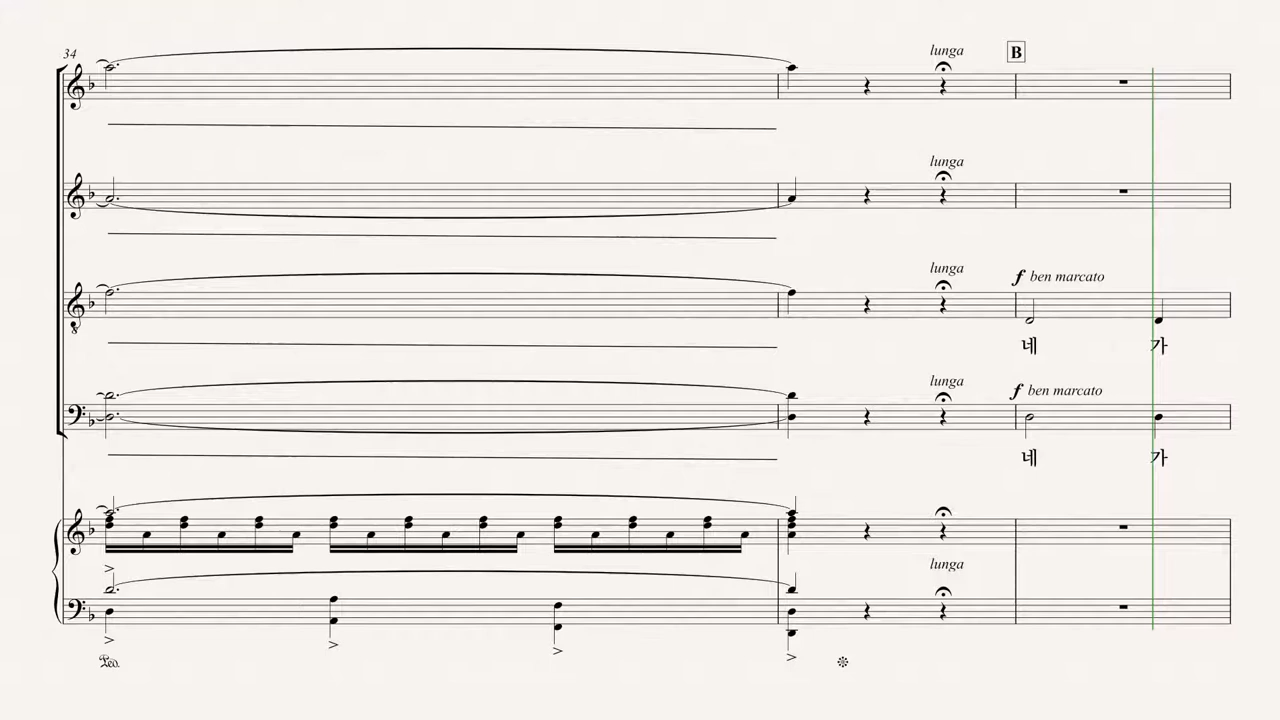 34
lunga
B
lunga
lunga
f ben marcato
네 가
lunga
f ben marcato
네 가
lunga
Ped.